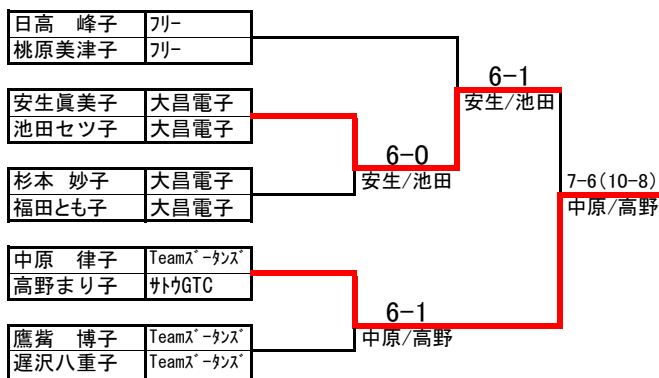 日高 峰子 フリー
桃原美津子 フリー
6-1
安生眞美子 大昌電子
安生/池田
池田セツ子 大昌電子
6-0
杉本 妙子 大昌電子
安生/池田
7-6(10-8)
福田とも子 大昌電子
中原/高野
中原 律子 Teamズータンズ
高野まり子 サトウGTC
6-1
鷹觜 博子 Teamズータンズ
中原/高野
遅沢八重子 Teamズータンズ